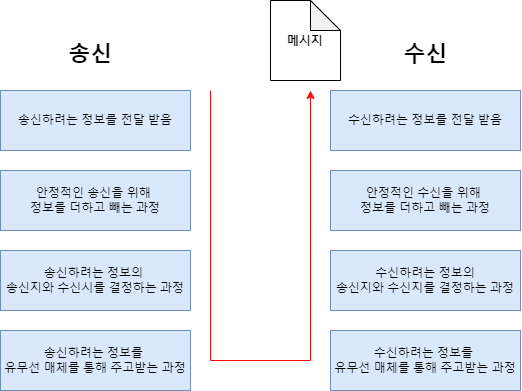 메시지
송신
수신
송신하려는 정보를 전달 받음
수신하려는 정보를 전달 받음
안정적인 송신을 위해
정보를 더하고 빼는 과정
안정적인 수신을 위해
정보를 더하고 빼는 과정
송신하려는 정보의
송신지와 수신시를 결정하는 과정
수신하려는 정보의
송신지와 수신지를 결정하는 과정
송신하려는 정보를
유무선 매체를 통해 주고받는 과정
수신하려는 정보를
유무선 매체를 통해 주고받는 과정